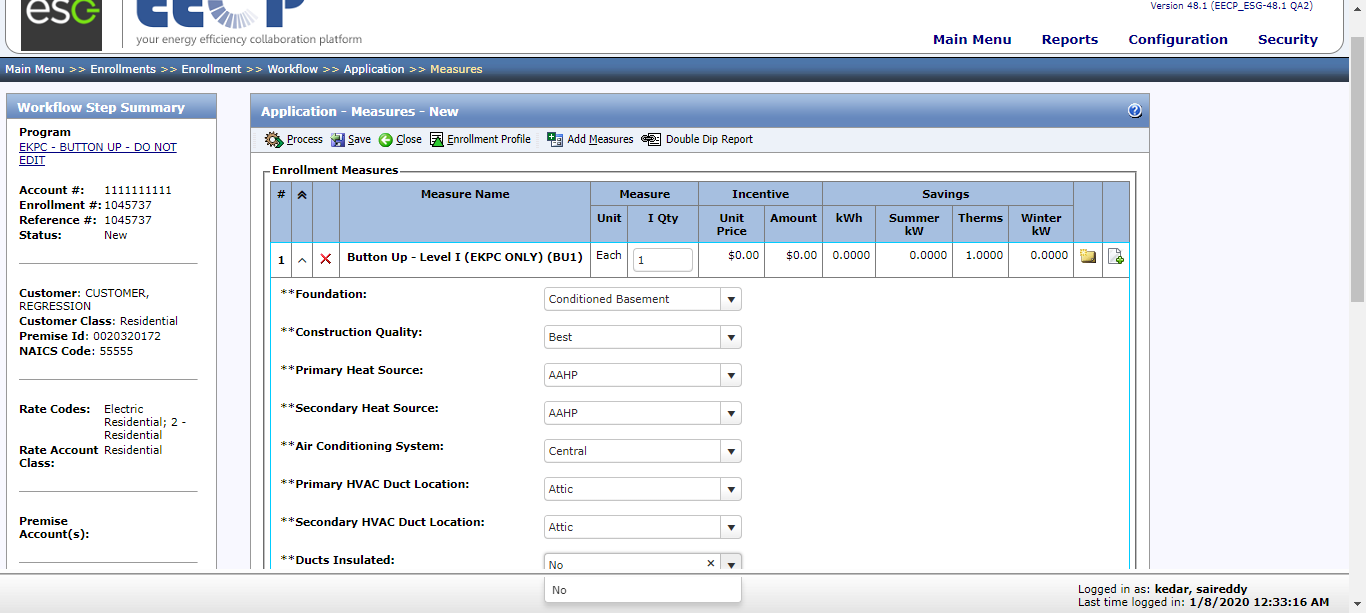 esc
EECP
your energy efficiency collaboration platform
Version 48.1 (EECP_ESG-48.1 QA2)
Main Menu Reports Configuration Security
Main Menu >> Enrollments >> Enrollment >> Workflow >> Application >> Measures
Workflow Step Summary
Program
EKPC - BUTTON UP - DO NOT
EDIT
Account #: 1111111111
Enrollment #: 1045737
Reference #: 1045737
Status: New
Customer: CUSTOMER,
REGRESSION
Customer Class: Residential
Premise Id: 0020320172
NAICS Code: 55555
Rate Codes: Electric
Residential; 2 -
Residential
Rate Account Residential
Class:
Premise
Account(s):
Application - Measures - New
?
Process Save Close Enrollment Profile Add Measures Double Dip Report
Enrollment Measures
# Measure Name Measure Incentive Savings
Unit I Qty Unit Price Amount kWh Summer kW Therms Winter kW
1 Button Up - Level I (EKPC ONLY) (BU1) Each 1 $0.00 $0.00 0.0000 0.0000 1.0000 0.0000
**Foundation: Conditioned Basement
**Construction Quality: Best
**Primary Heat Source: AAHP
**Secondary Heat Source: AAHP
**Air Conditioning System: Central
**Primary HVAC Duct Location: Attic
**Secondary HVAC Duct Location: Attic
**Ducts Insulated: No ×
No
Logged in as: kedar, saireddy
Last time logged in: 1/8/2020 12:33:16 AM